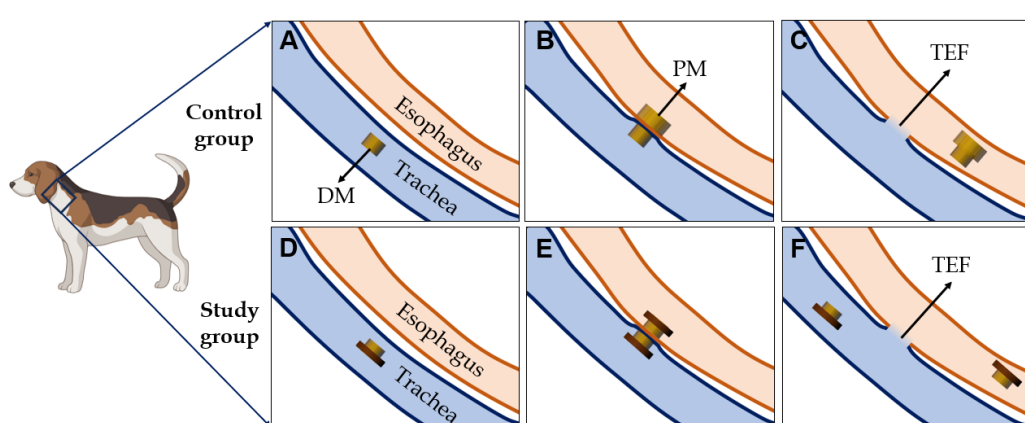 Control
group
A
Esophagus
Trachea
DM
B
PM
C
TEF
Study
group
D
Esophagus
Trachea
E
F
TEF